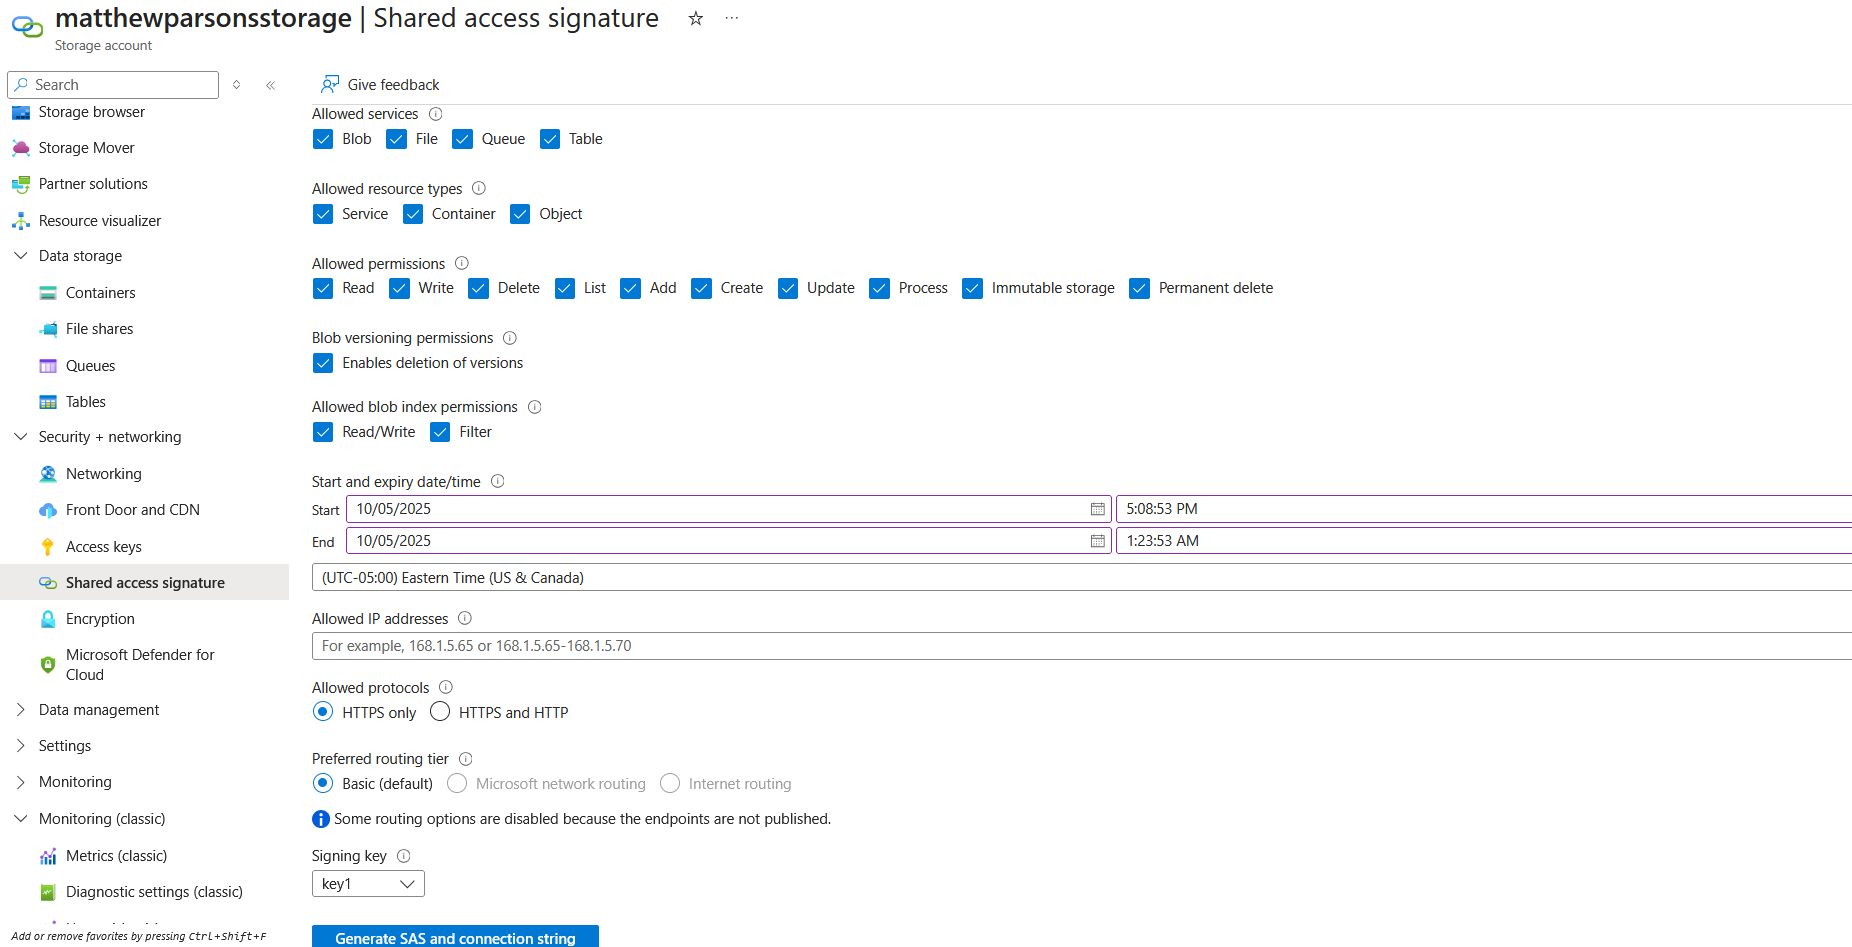 matthewparsonsstorage | Shared access signature
Storage account
Search
Give feedback
Storage browser
Storage Mover
Partner solutions
Resource visualizer
Data storage
Containers
File shares
Queues
Tables
Security + networking
Networking
Front Door and CDN
Access keys
Shared access signature
Encryption
Microsoft Defender for
Cloud
Data management
Settings
Monitoring
Monitoring (classic)
Metrics (classic)
Diagnostic settings (classic)
Add or remove favorites by pressing Ctrl+Shift+F
Allowed services
Blob File Queue Table
Allowed resource types
Service Container Object
Allowed permissions
Read Write Delete List Add Create Update Process Immutable storage Permanent delete
Blob versioning permissions
Enables deletion of versions
Allowed blob index permissions
Read/Write Filter
Start and expiry date/time
Start 10/05/2025 5:08:53 PM
End 10/05/2025 1:23:53 AM
(UTC-05:00) Eastern Time (US & Canada)
Allowed IP addresses
For example, 168.1.5.65 or 168.1.5.65-168.1.5.70
Allowed protocols
HTTPS only HTTPS and HTTP
Preferred routing tier
Basic (default) Microsoft network routing Internet routing
Some routing options are disabled because the endpoints are not published.
Signing key
key1
Generate SAS and connection string